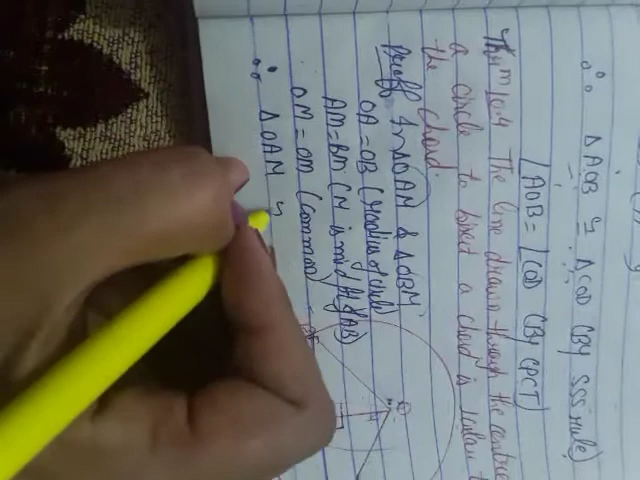 ∴ ΔAOB ≅ ΔCOD (By SSS rule)
∠AOB = ∠COD (By CPCT)
Thm 10.4 The line drawn through the centre
a circle to bisect a chord is
the chord.
Proof In ΔOAM & ΔOBM
OA = OB (radius of circle)
AM = BM (M is mid pt of AB)
OM = OM (common)
∴ ΔOAM
O